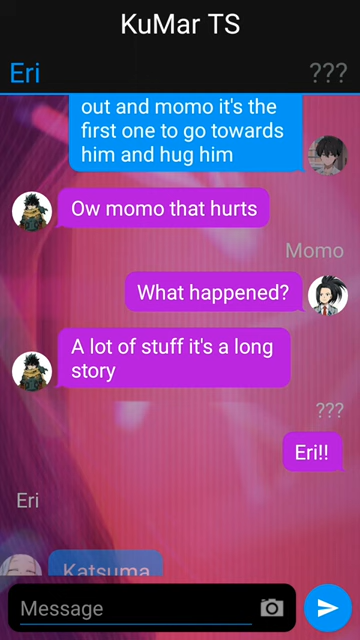 KuMar TS
Eri
???
out and momo it's the
first one to go towards
him and hug him
Ow momo that hurts
Momo
What happened?
A lot of stuff it's a long
story
???
Eri!!
Eri
Katsuma
Message